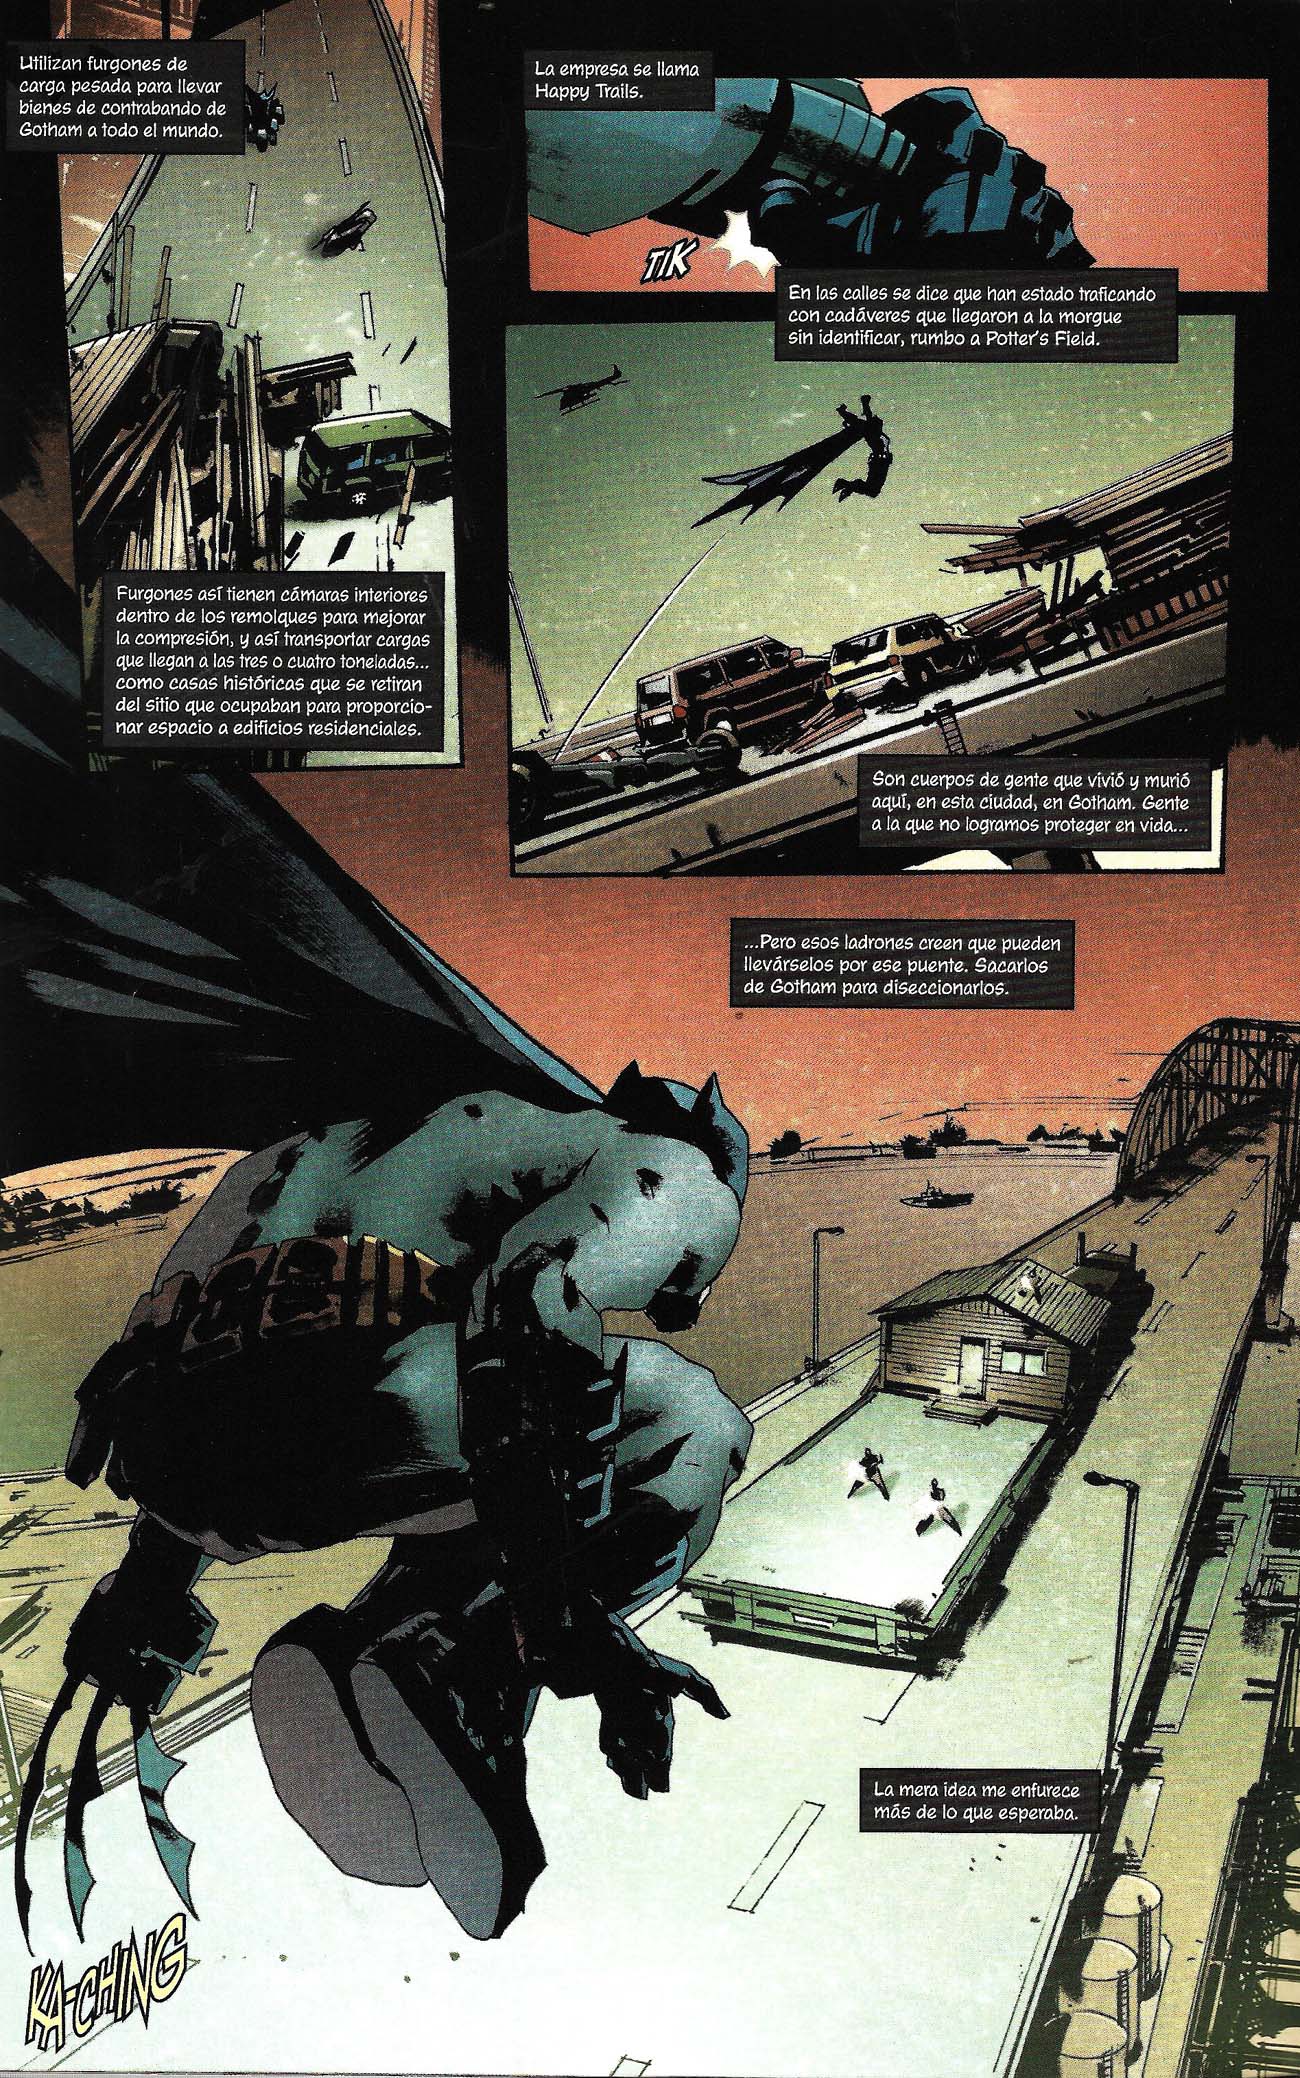 Utilizan furgones de
carga pesada para llevar
bienes de contrabando de
Gotham a todo el mundo.
Furgones así tienen cámaras interiores
dentro de los remolques para mejorar
la compresión, y así transportar cargas
que llegan a las tres o cuatro toneladas...
como casas históricas que se retiran
del sitio que ocupaban para proporcio-
nar espacio a edificios residenciales.
La empresa se llama
Happy Trails.
TIK
En las calles se dice que han estado traficando
con cadáveres que llegaron a la morgue
sin identificar, rumbo a Potter's Field.
Son cuerpos de gente que vivió y murió
aquí, en esta ciudad, en Gotham. Gente
a la que no logramos proteger en vida...
...Pero esos ladrones creen que pueden
llevárselos por ese puente. Sacarlos
de Gotham para diseccionarlos.
La mera idea me enfurece
más de lo que esperaba.
KA-CHING